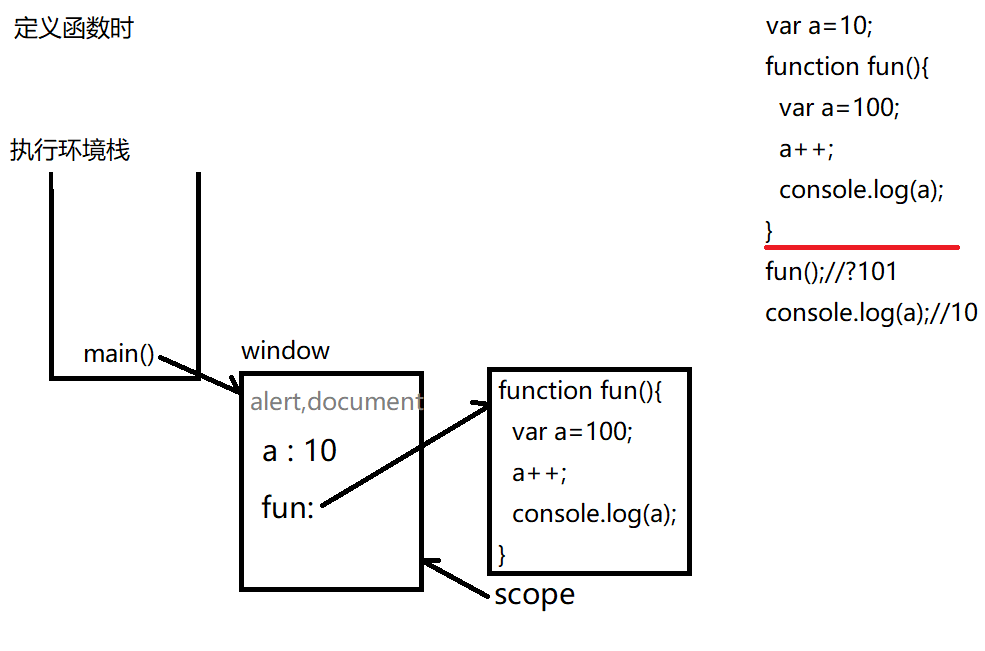 定义函数时
执行环境栈
main()
window
alert,document
a : 10
fun:
function fun(){
var a=100;
a++;
console.log(a);
}
scope
var a=10;
function fun(){
var a=100;
a++;
console.log(a);
}
fun();//?101
console.log(a);//10